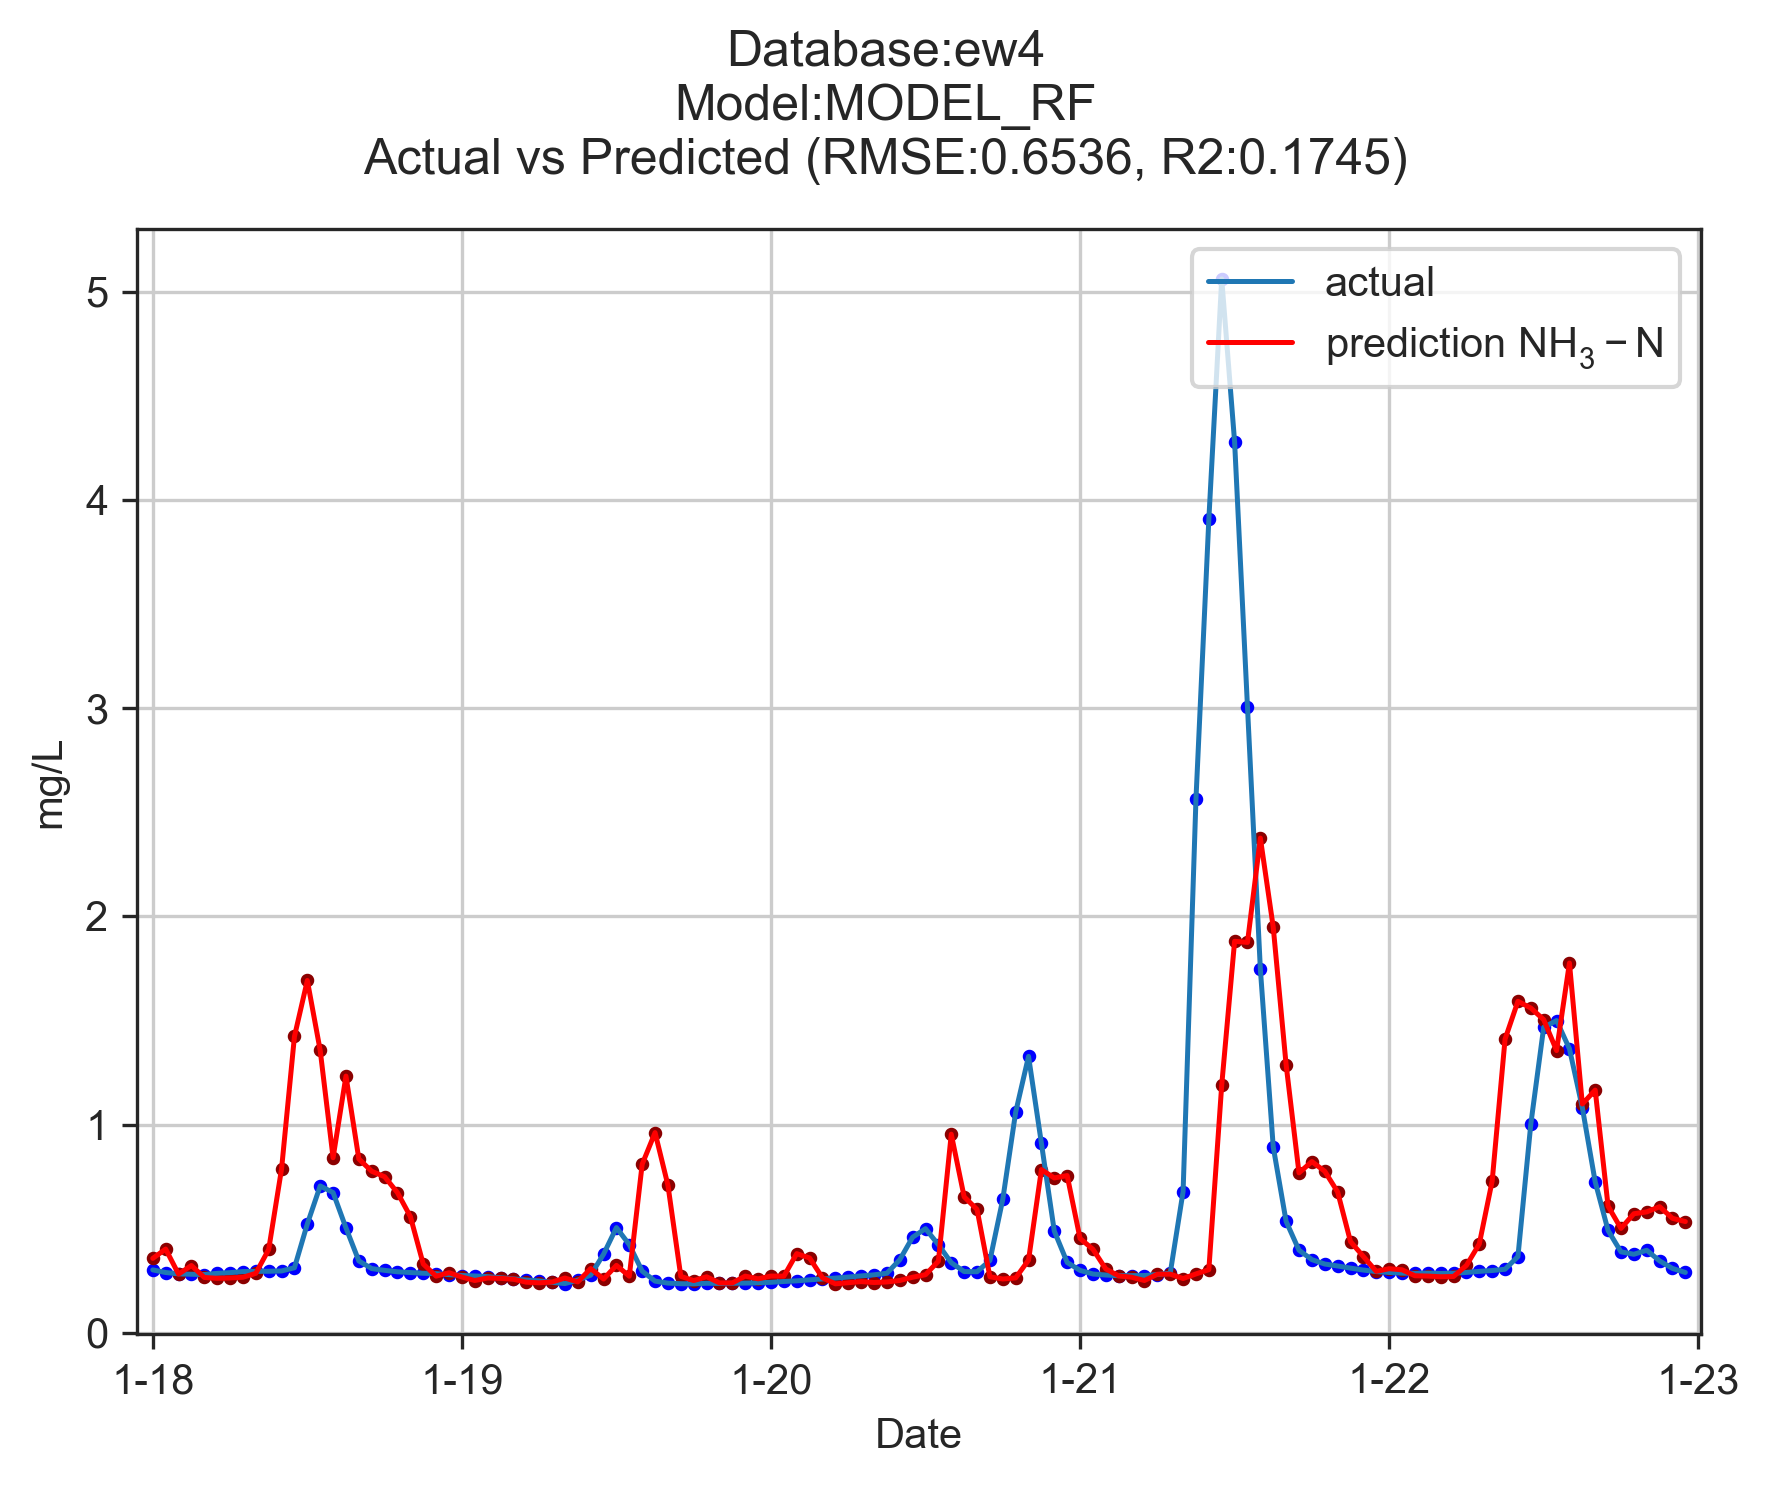 Database:ew4
Model:MODEL_RF
Actual vs Predicted (RMSE:0.6536, R2:0.1745)
actual
prediction NH₃ − N
5
4
3
2
1
0
mg/L
1-18 1-19 1-20 1-21 1-22 1-23
Date